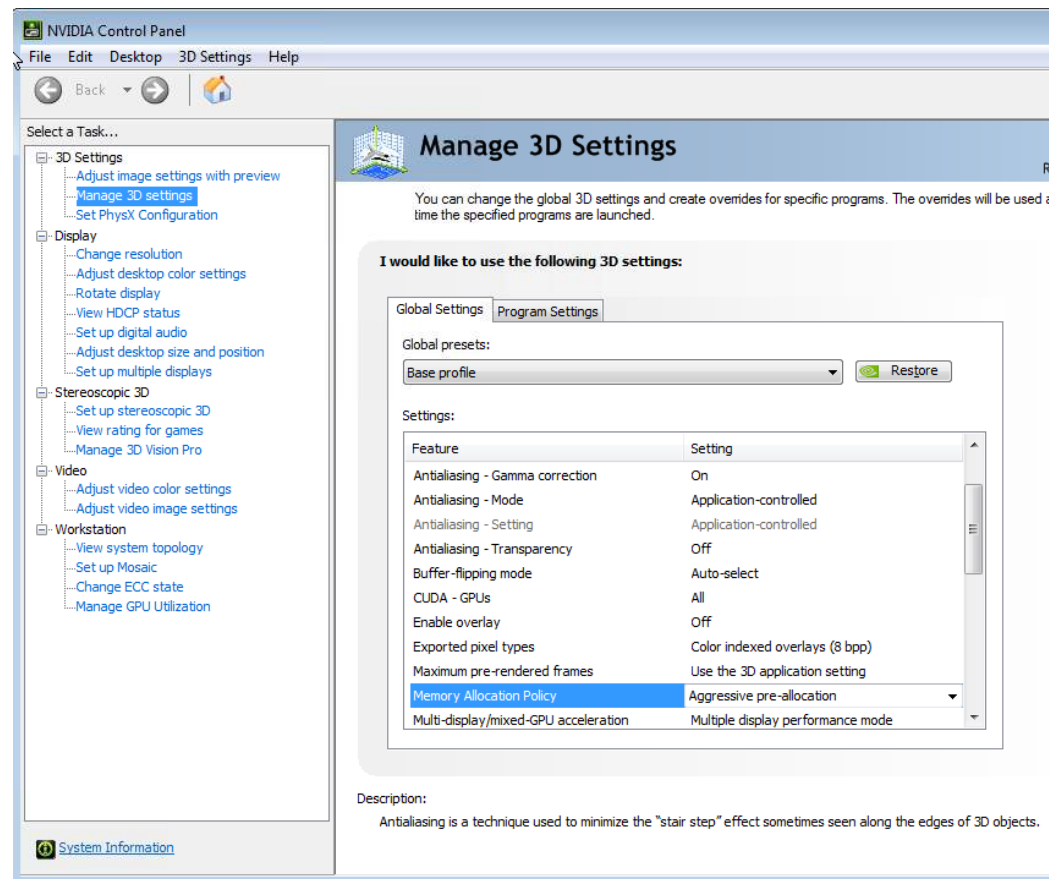 NVIDIA Control Panel
File Edit Desktop 3D Settings Help
Back
Select a Task...
3D Settings
Adjust image settings with preview
Manage 3D settings
Set PhysX Configuration
Display
Change resolution
Adjust desktop color settings
Rotate display
View HDCP status
Set up digital audio
Adjust desktop size and position
Set up multiple displays
Stereoscopic 3D
Set up stereoscopic 3D
View rating for games
Manage 3D Vision Pro
Video
Adjust video color settings
Adjust video image settings
Workstation
View system topology
Set up Mosaic
Change ECC state
Manage GPU Utilization
System Information
Manage 3D Settings
R
You can change the global 3D settings and create overrides for specific programs. The overrides will be used a
time the specified programs are launched.
I would like to use the following 3D settings:
Global Settings Program Settings
Global presets:
Base profile Restore
Settings:
Feature Setting
Antialiasing - Gamma correction On
Antialiasing - Mode Application-controlled
Antialiasing - Setting Application-controlled
Antialiasing - Transparency Off
Buffer-flipping mode Auto-select
CUDA - GPUs All
Enable overlay Off
Exported pixel types Color indexed overlays (8 bpp)
Maximum pre-rendered frames Use the 3D application setting
Memory Allocation Policy Aggressive pre-allocation
Multi-display/mixed-GPU acceleration Multiple display performance mode
Description:
Antialiasing is a technique used to minimize the "stair step" effect sometimes seen along the edges of 3D objects.